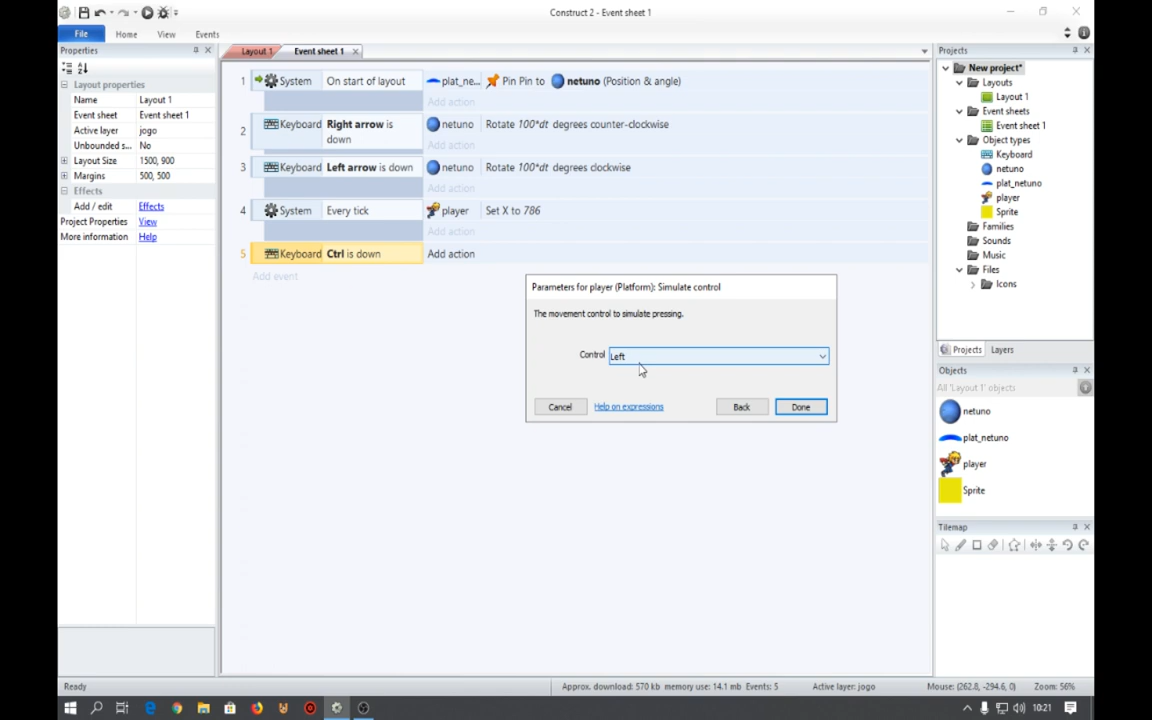 Construct 2 - Event sheet 1
File
Home
View
Events
Properties
Layout properties
Name
Layout 1
Event sheet
Event sheet 1
Active layer
jogo
Unbounded s...
No
Layout Size
1500, 900
Margins
500, 500
Effects
Add / edit
Effects
Project Properties
View
More information
Help
Layout 1
Event sheet 1
1
System
On start of layout
plat_ne...
Pin Pin to netuno (Position & angle)
Add action
2
Keyboard
Right arrow is down
netuno
Rotate 100*dt degrees counter-clockwise
Add action
3
Keyboard
Left arrow is down
netuno
Rotate 100*dt degrees clockwise
Add action
4
System
Every tick
player
Set X to 786
Add action
5
Keyboard
Ctrl is down
Add action
Add event
Parameters for player (Platform): Simulate control
The movement control to simulate pressing.
Control
Left
Cancel
Help on expressions
Back
Done
Projects
New project*
Layouts
Layout 1
Event sheets
Event sheet 1
Object types
Keyboard
netuno
plat_netuno
player
Sprite
Families
Sounds
Music
Files
Icons
Projects
Layers
Objects
All 'Layout 1' objects
netuno
plat_netuno
player
Sprite
Tilemap
Ready
Approx. download: 570 kb
memory use: 14.1 mb
Events: 5
Active layer: jogo
Mouse: (262.8, -294.6, 0)
Zoom: 56%
10:21